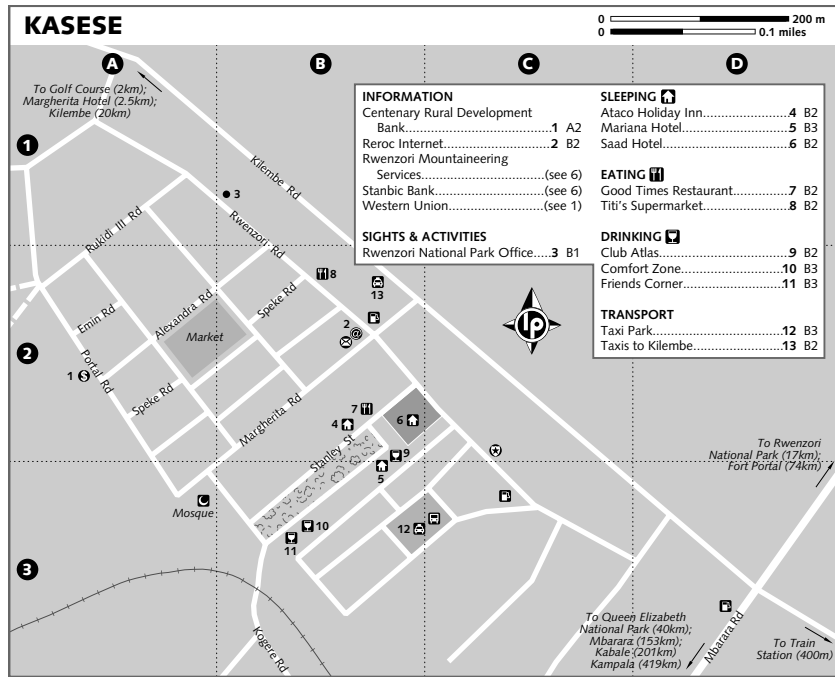 KASESE
0 200 m
0 0.1 miles
A
B
C
D
To Golf Course (2km);
Margherita Hotel (2.5km);
Kilembe (20km)
INFORMATION
Centenary Rural Development
Bank...............................1 A2
Reroc Internet....................2 B2
Rwenzori Mountaineering
Services.......................(see 6)
Stanbic Bank.....................(see 6)
Western Union..................(see 1)
SIGHTS & ACTIVITIES
Rwenzori National Park Office....3 B1
SLEEPING
Ataco Holiday Inn....................4 B2
Mariana Hotel.........................5 B3
Saad Hotel..............................6 B2
EATING
Good Times Restaurant...........7 B2
Titi's Supermarket...................8 B2
DRINKING
Club Atlas...............................9 B2
Comfort Zone.......................10 B3
Friends Corner......................11 B3
TRANSPORT
Taxi Park..............................12 B3
Taxis to Kilembe...................13 B2
1
Kilembe Rd
3
Rukidi III Rd
Rwenzori Rd
8
13
Emin Rd
Alexandra Rd
Speke Rd
Market
2
@
lp
2
1 $
Portal Rd
Speke Rd
Margherita Rd
7
4
6
Stanley St
9
5
To Rwenzori
National Park (17km);
Fort Portal (74km)
Mosque
10
11
12
3
Kogere Rd
To Queen Elizabeth
National Park (40km);
Mbarara (153km);
Kabale (201km)
Kampala (419km)
Mbarara Rd
To Train
Station (400m)